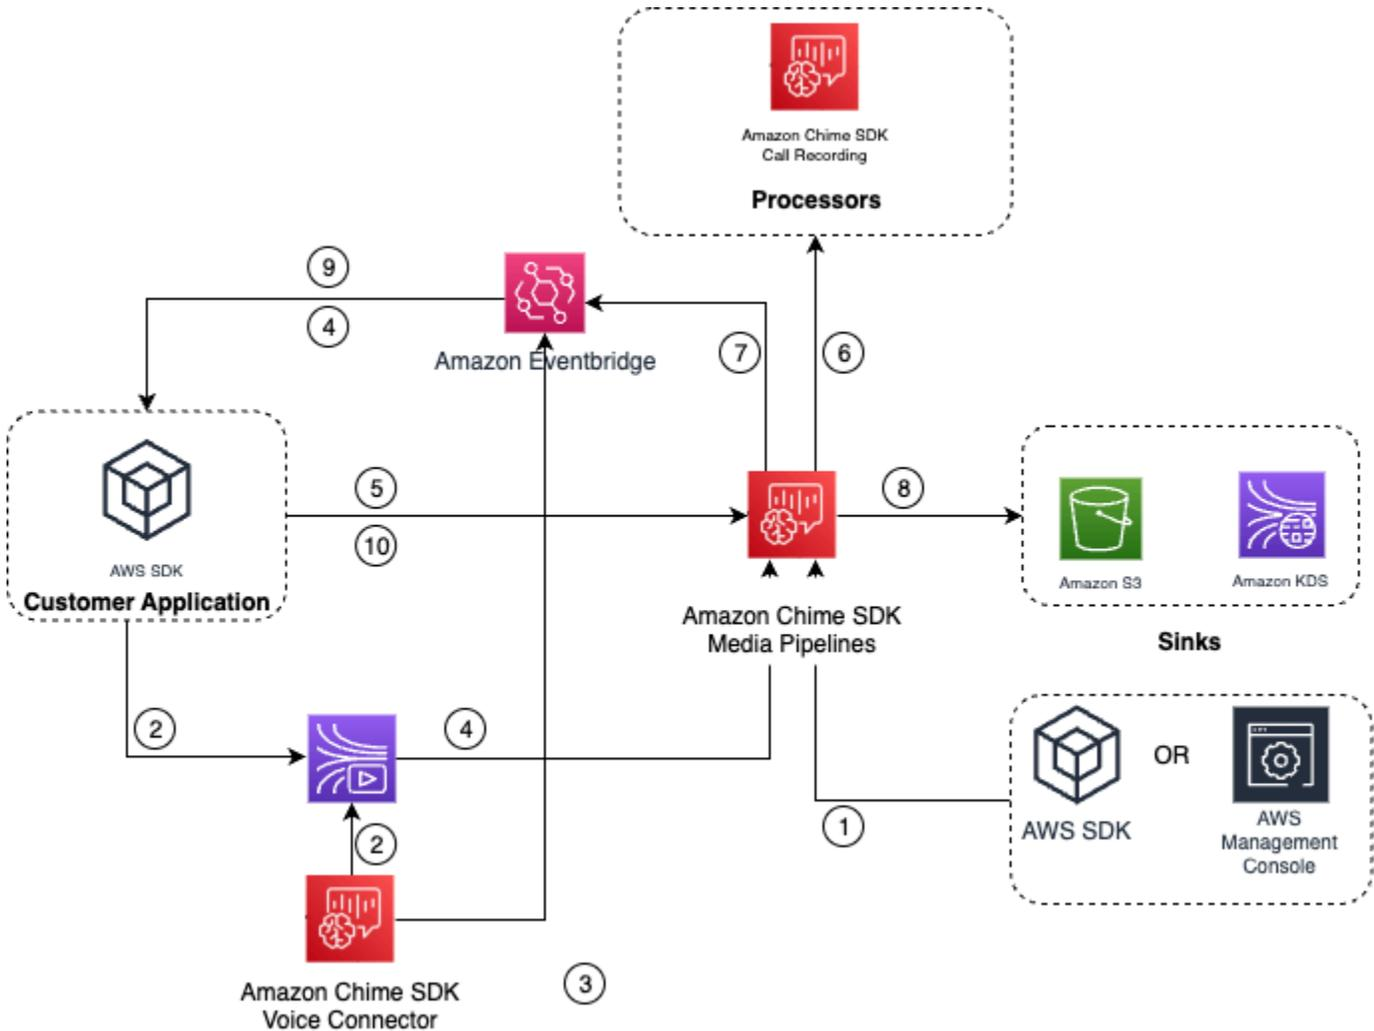 Amazon Chime SDK
Call Recording
Processors
9
4
Amazon Eventbridge
7
6
5
10
8
AWS SDK
Customer Application
Amazon S3
Amazon KDS
Sinks
Amazon Chime SDK
Media Pipelines
2
4
2
1
AWS SDK
OR
AWS
Management
Console
3
Amazon Chime SDK
Voice Connector